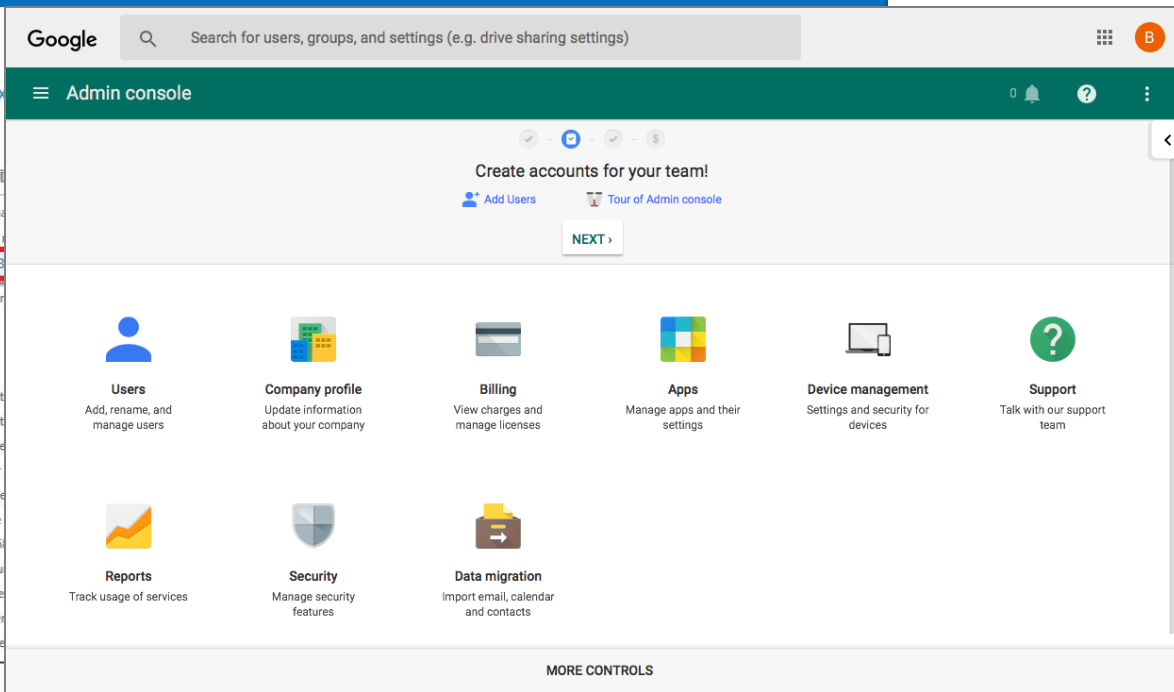 Google
Search for users, groups, and settings (e.g. drive sharing settings)
B
Admin console
0
?
$
Create accounts for your team!
Add Users
Tour of Admin console
NEXT ›
Users
Add, rename, and
manage users
Company profile
Update information
about your company
Billing
View charges and
manage licenses
Apps
Manage apps and their
settings
Device management
Settings and security for
devices
?
Support
Talk with our support
team
Reports
Track usage of services
Security
Manage security
features
Data migration
Import email, calendar
and contacts
MORE CONTROLS